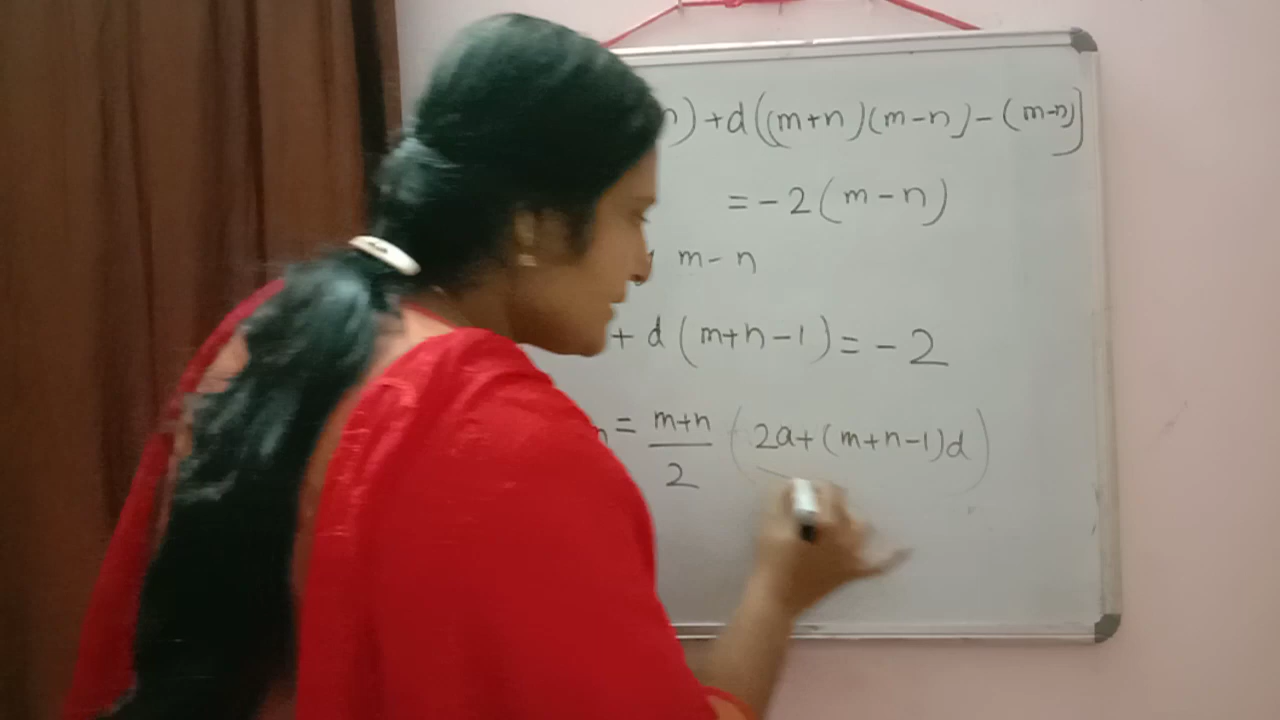 n) + d((m+n)(m-n) - (m-n)]
= -2(m-n)
m-n
+ d(m+n-1) = -2
n = m+n/2 (2a+(m+n-1)d)